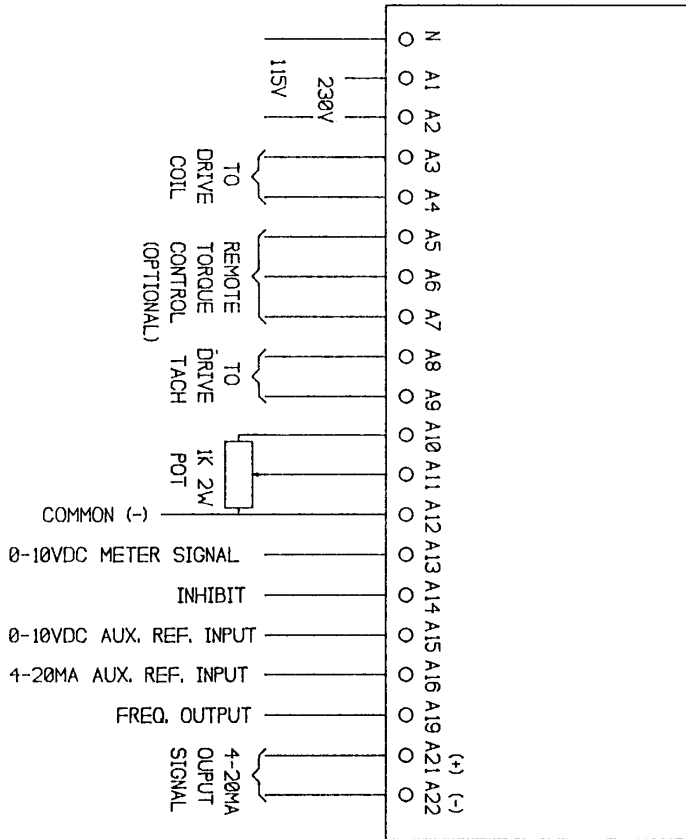 N
A1
115V
230V
A2
TO
DRIVE
COIL
A3
A4
REMOTE
TORQUE
CONTROL
(OPTIONAL)
A5
A6
A7
TO
DRIVE
TACH
A8
A9
1K 2W
POT
A10
A11
COMMON (-)
A12
0-10VDC METER SIGNAL
A13
INHIBIT
A14
0-10VDC AUX. REF. INPUT
A15
4-20MA AUX. REF. INPUT
A16
FREQ. OUTPUT
A19
4-20MA
OUPUT
SIGNAL
A21 (+)
A22 (-)